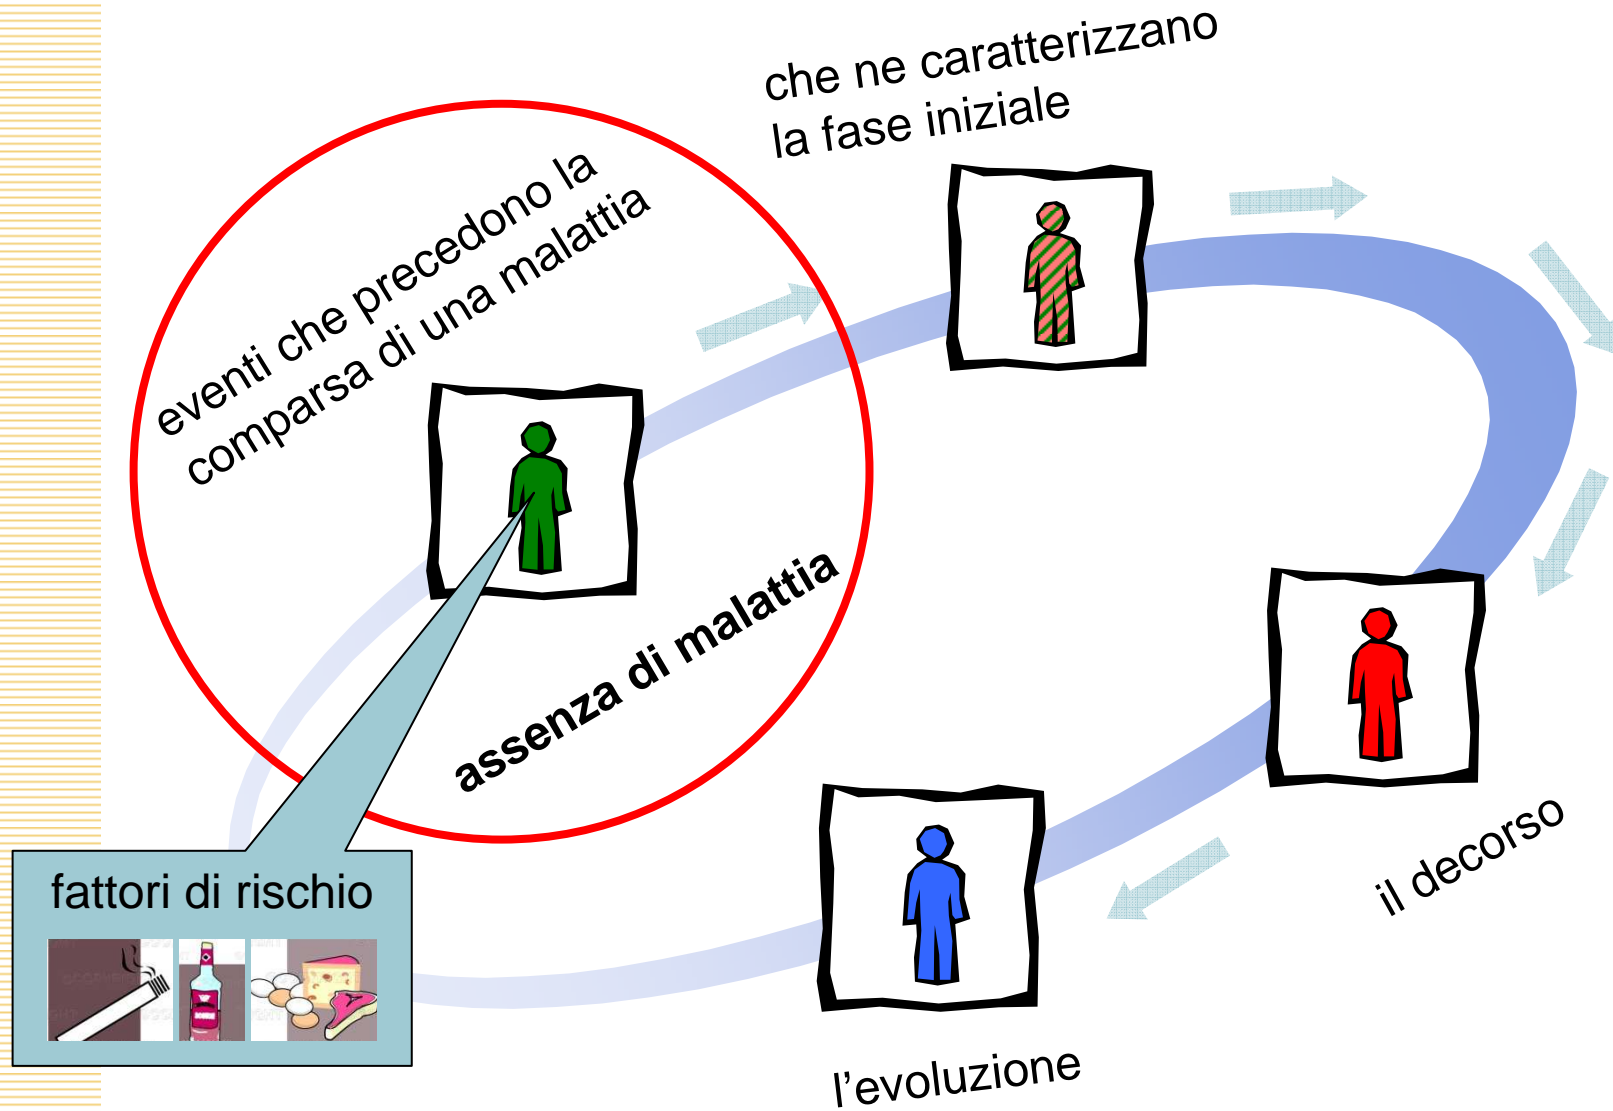 che ne caratterizzano
la fase iniziale
eventi che precedono la
comparsa di una malattia
assenza di malattia
fattori di rischio
il decorso
l'evoluzione